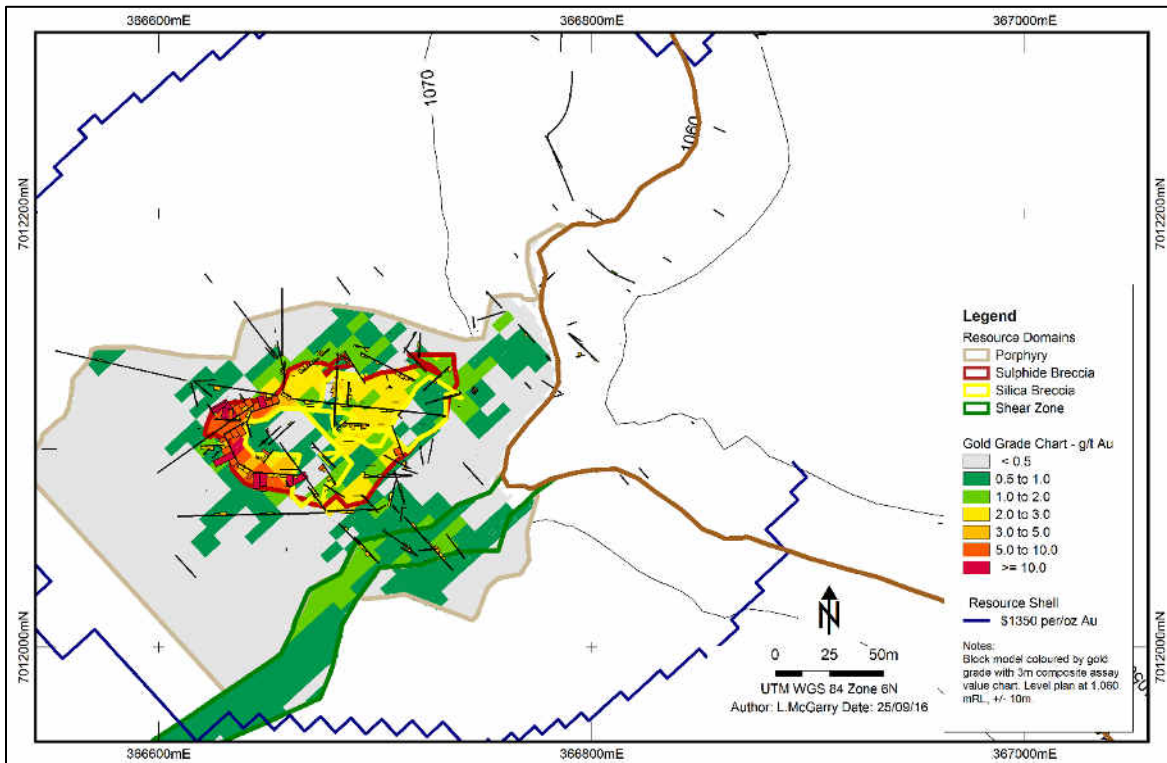 366600mE
366800mE
367000mE
7012200mN
7012200mN
1070
1060
Legend
Resource Domains
Porphyry
Sulphide Breccia
Silica Breccia
Shear Zone
Gold Grade Chart - g/t Au
< 0.5
0.5 to 1.0
1.0 to 2.0
2.0 to 3.0
3.0 to 5.0
5.0 to 10.0
>= 10.0
Resource Shell
$1350 per/oz Au
Notes:
Block model coloured by gold
grade with 3m composite assay
value chart. Level plan at 1,060
mRL, +/- 10m
N
0 25 50m
UTM WGS 84 Zone 6N
Author: L.McGarry Date: 25/09/16
7012000mN
7012000mN
366600mE
366800mE
367000mE